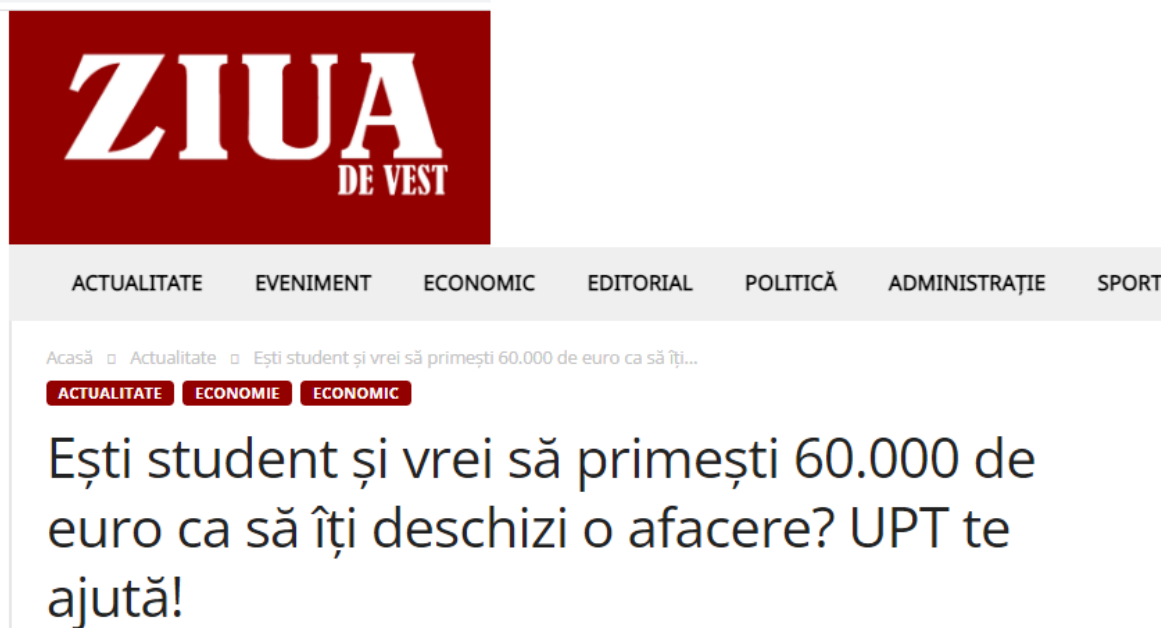 ZIUA
DE VEST
ACTUALITATE EVENIMENT ECONOMIC EDITORIAL POLITICĂ ADMINISTRAȚIE SPORT
Acasă Actualitate Ești student și vrei să primești 60.000 de euro ca să îți...
ACTUALITATE ECONOMIE ECONOMIC
Ești student și vrei să primești 60.000 de
euro ca să îți deschizi o afacere? UPT te
ajută!